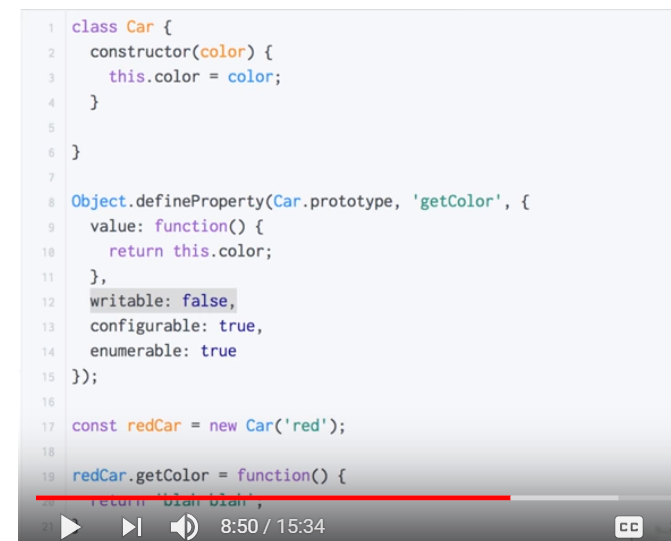 1 class Car {
2 constructor(color) {
3 this.color = color;
4 }
5
6 }
7
8 Object.defineProperty(Car.prototype, 'getColor', {
9 value: function() {
10 return this.color;
11 },
12 writable: false,
13 configurable: true,
14 enumerable: true
15 });
16
17 const redCar = new Car('red');
18
19 redCar.getColor = function() {
20 return 'blah blah';
21 }
8:50 / 15:34
CC